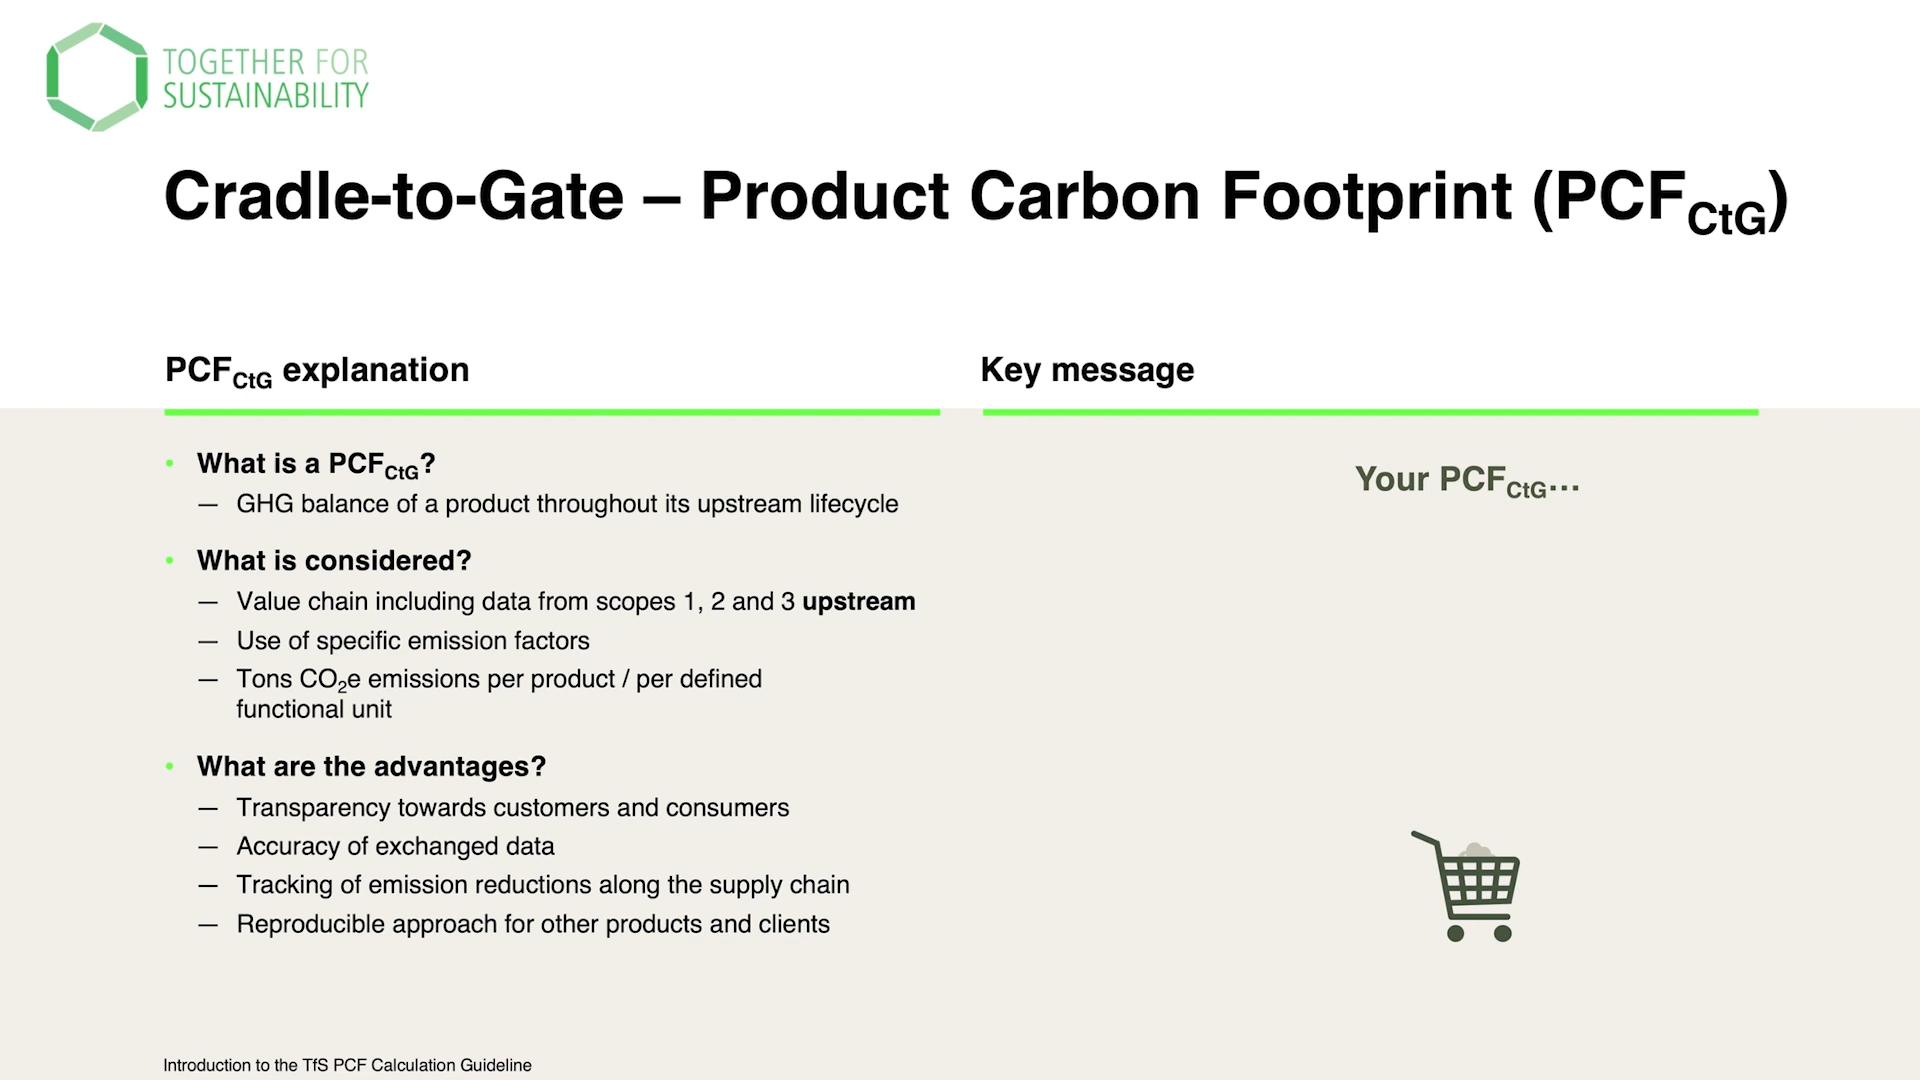 TOGETHER FOR
SUSTAINABILITY
Cradle-to-Gate – Product Carbon Footprint (PCFCtG)
PCFCtG explanation
• What is a PCFCtG?
— GHG balance of a product throughout its upstream lifecycle
• What is considered?
— Value chain including data from scopes 1, 2 and 3 upstream
— Use of specific emission factors
— Tons CO₂e emissions per product / per defined
functional unit
• What are the advantages?
— Transparency towards customers and consumers
— Accuracy of exchanged data
— Tracking of emission reductions along the supply chain
— Reproducible approach for other products and clients
Key message
Your PCFCtG...
Introduction to the TfS PCF Calculation Guideline